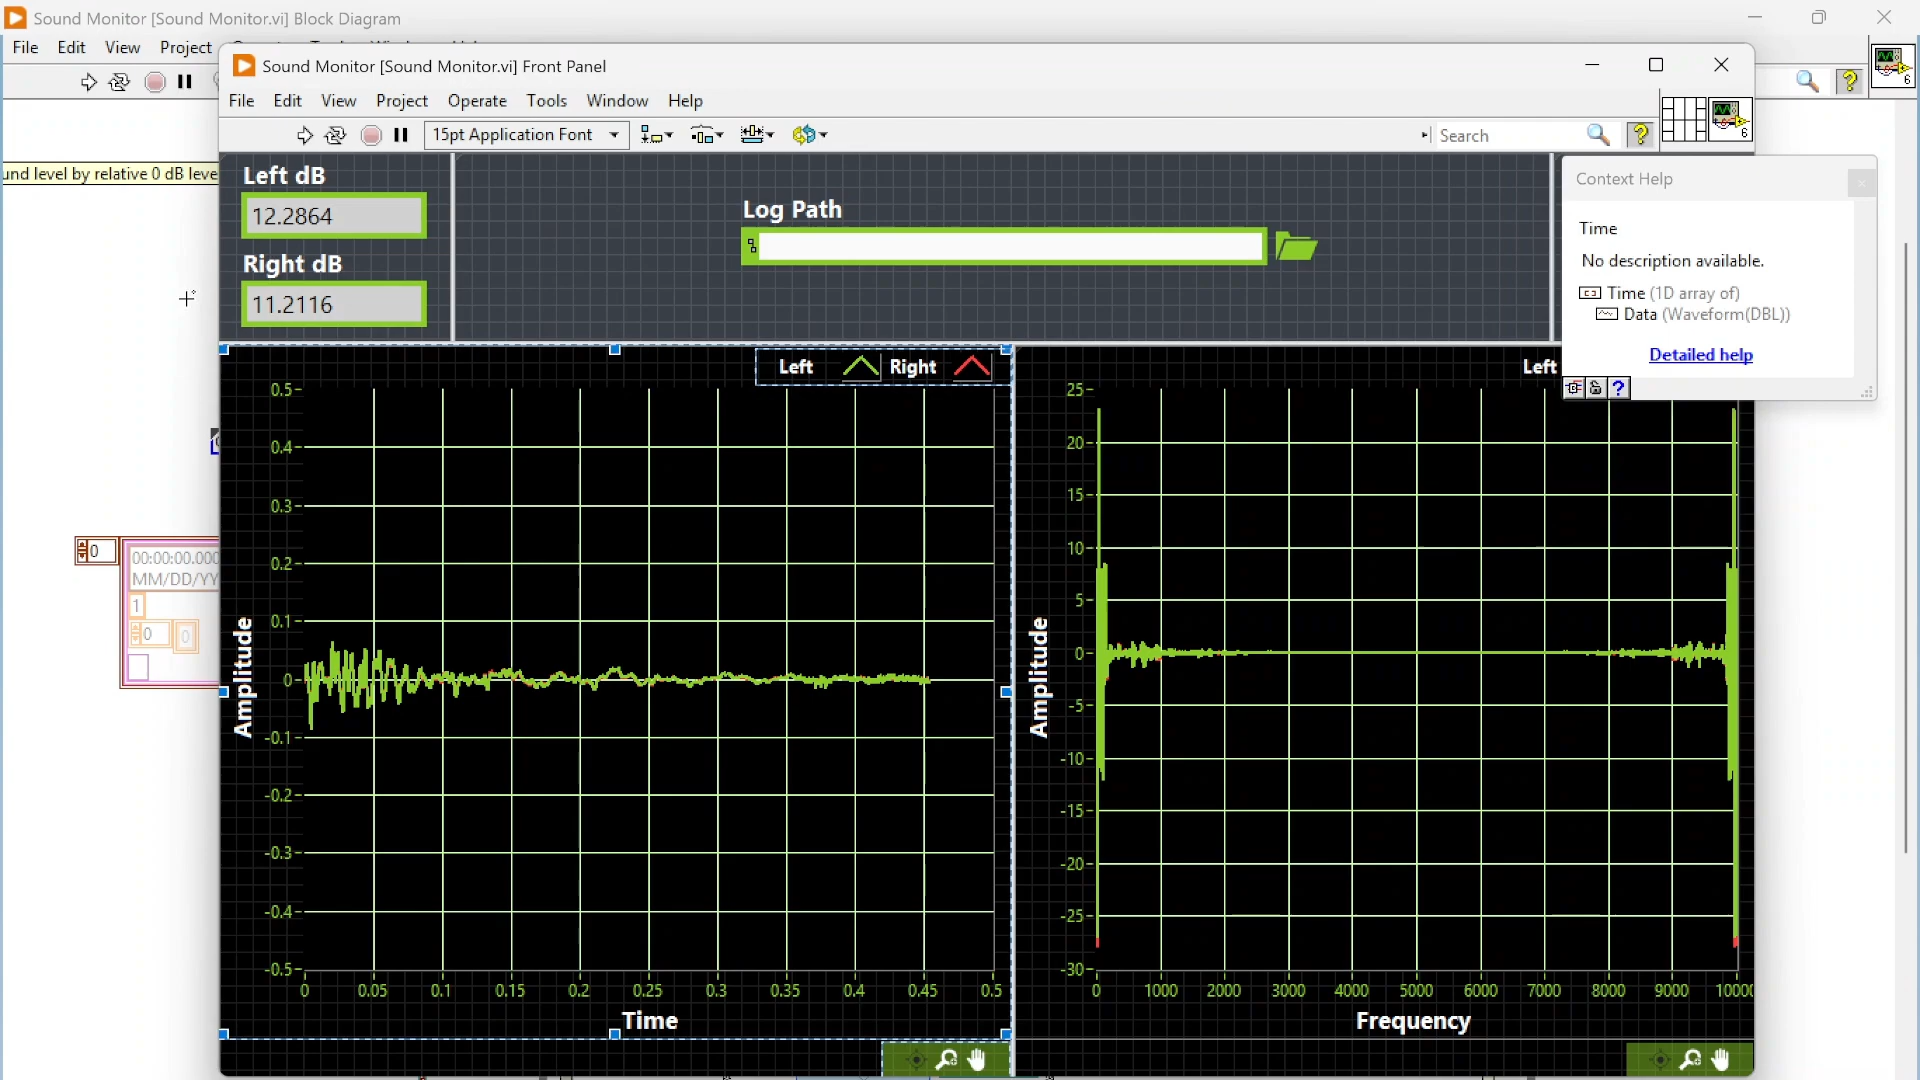 Sound Monitor [Sound Monitor.vi] Block Diagram
File Edit View Project
6
Sound Monitor [Sound Monitor.vi] Front Panel
File Edit View Project Operate Tools Window Help
15pt Application Font
Search
?
6
und level by relative 0 dB leve
Left dB
12.2864
Right dB
11.2116
Log Path
Context Help
Time
No description available.
Time (1D array of)
Data (Waveform(DBL))
Detailed help
?
0
00:00:00.000
MM/DD/YY
1
0
0
Left Right
0.5
0.4
0.3
0.2
0.1
0
-0.1
-0.2
-0.3
-0.4
-0.5
Amplitude
0 0.05 0.1 0.15 0.2 0.25 0.3 0.35 0.4 0.45 0.5
Time
Left
25
20
15
10
5
0
-5
-10
-15
-20
-25
-30
Amplitude
0 1000 2000 3000 4000 5000 6000 7000 8000 9000 10000
Frequency